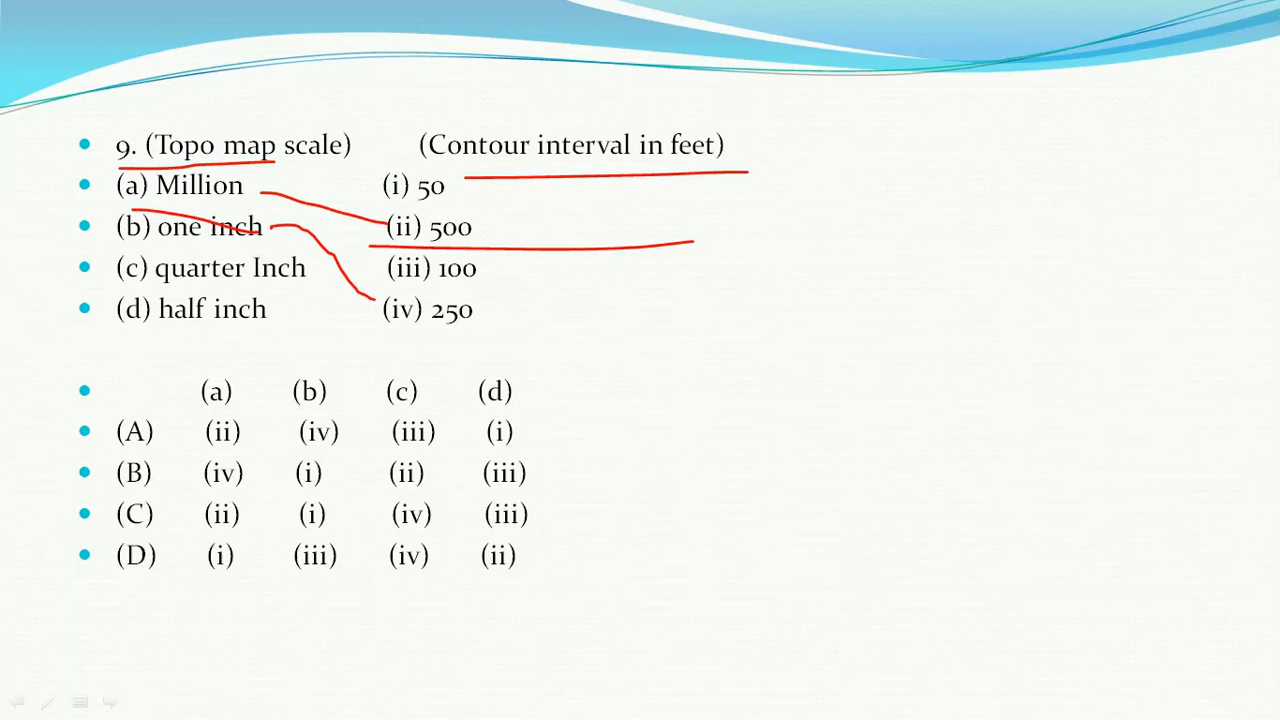 9. (Topo map scale) (Contour interval in feet)
(a) Million (i) 50
(b) one inch (ii) 500
(c) quarter Inch (iii) 100
(d) half inch (iv) 250
(a) (b) (c) (d)
(A) (ii) (iv) (iii) (i)
(B) (iv) (i) (ii) (iii)
(C) (ii) (i) (iv) (iii)
(D) (i) (iii) (iv) (ii)